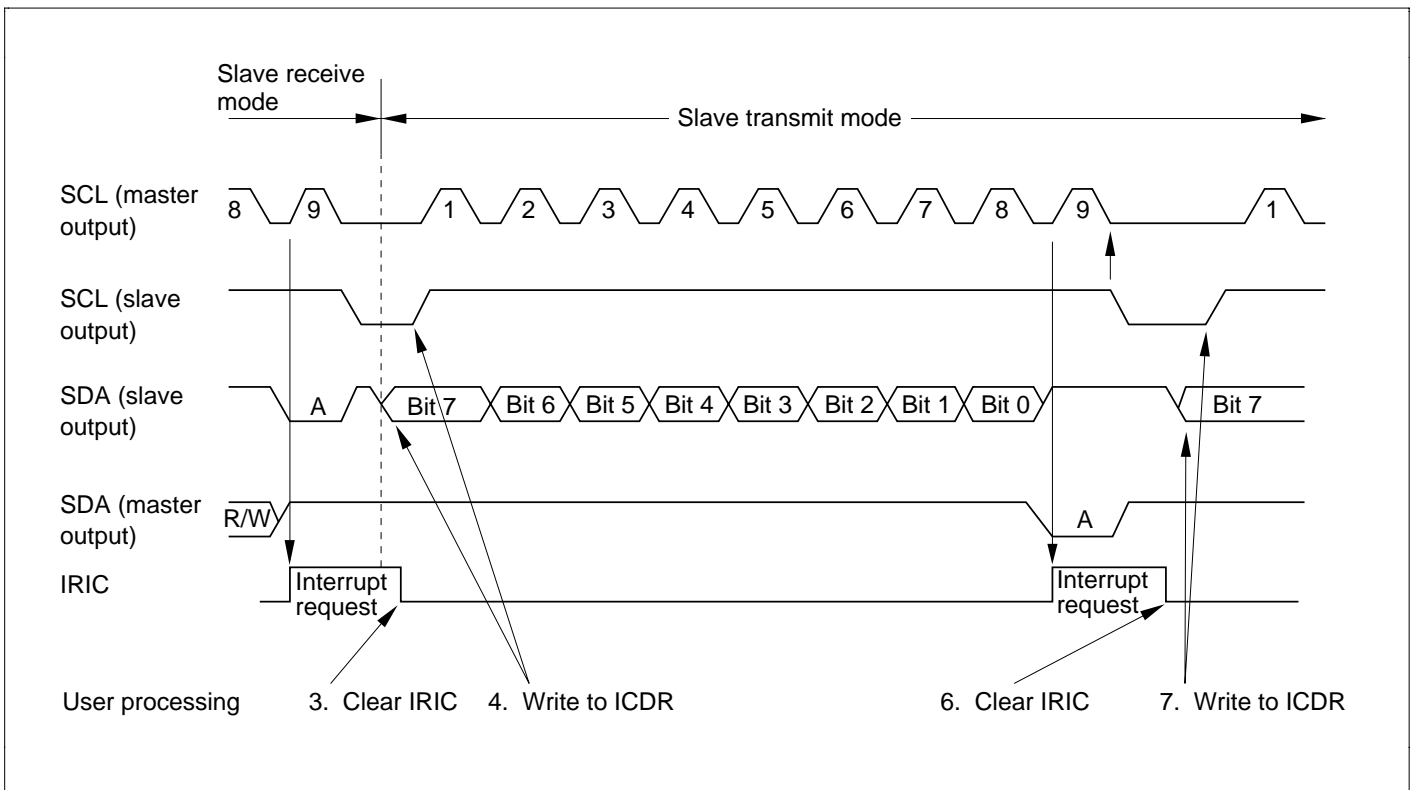 Slave receive
mode
Slave transmit mode
SCL (master
output)
8 9 1 2 3 4 5 6 7 8 9 1
SCL (slave
output)
SDA (slave
output)
A Bit 7 Bit 6 Bit 5 Bit 4 Bit 3 Bit 2 Bit 1 Bit 0 Bit 7
SDA (master
output)
R/W A
IRIC
Interrupt
request
Interrupt
request
User processing 3. Clear IRIC 4. Write to ICDR 6. Clear IRIC 7. Write to ICDR